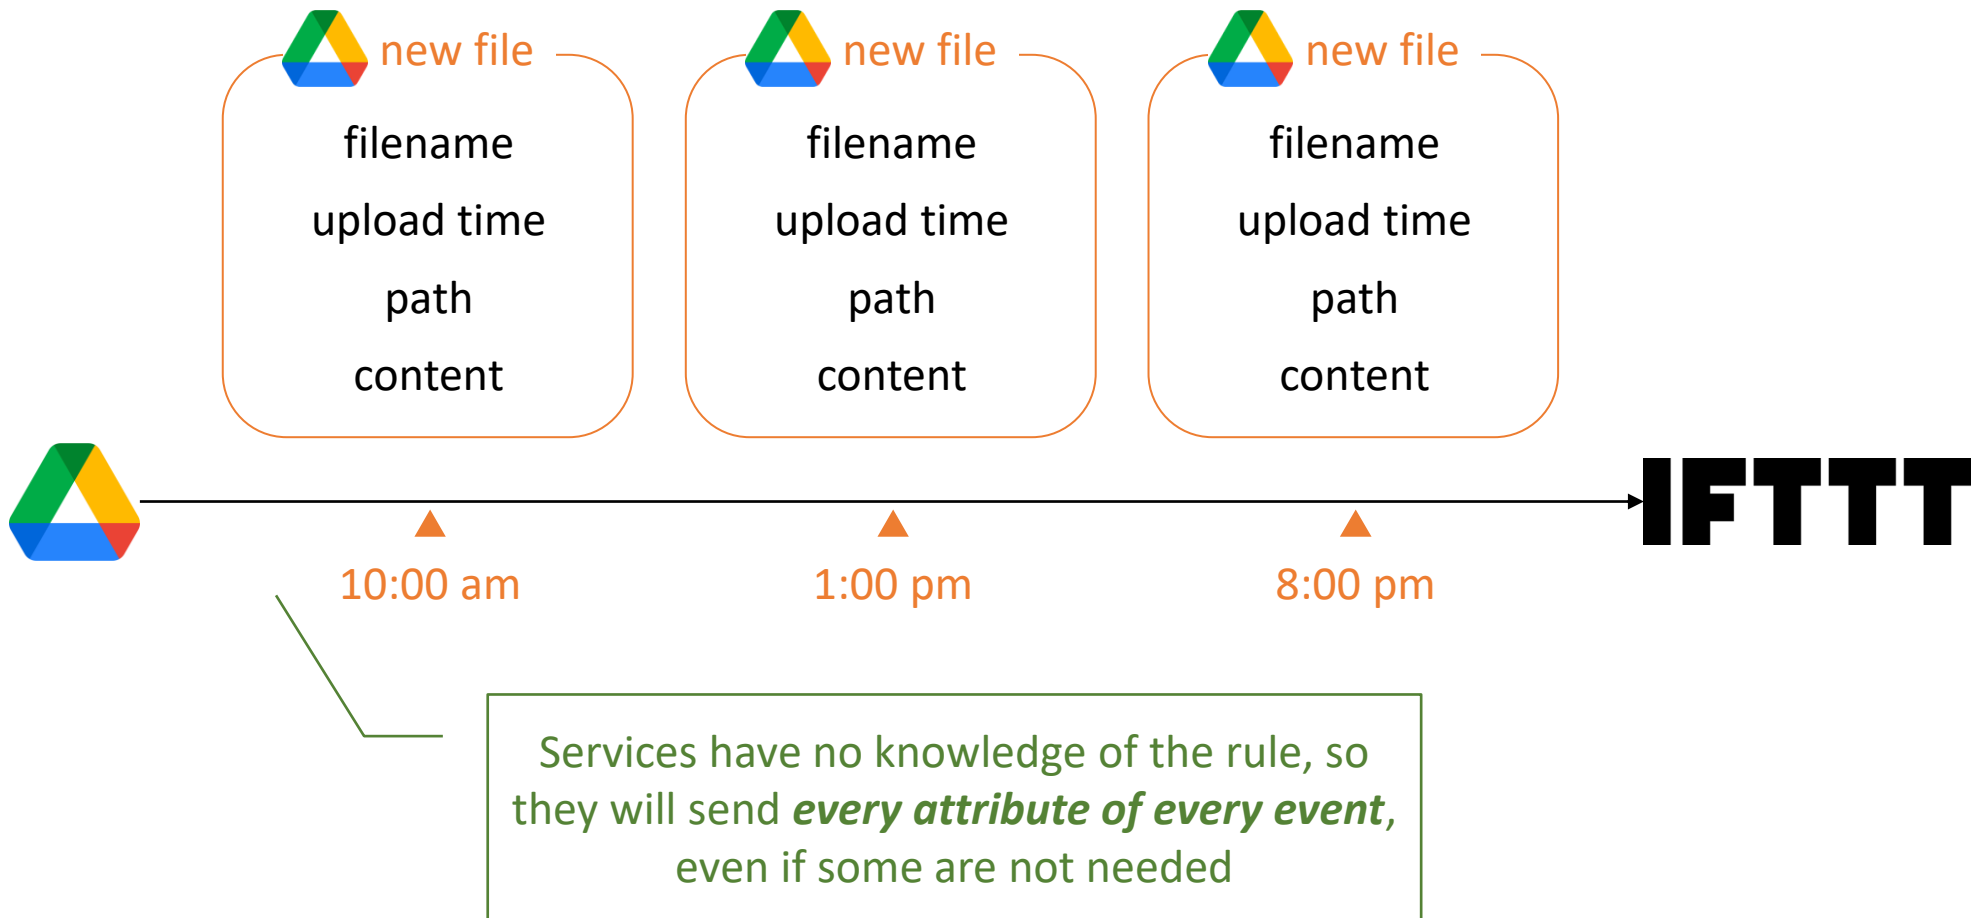 new file
filename
upload time
path
content
new file
filename
upload time
path
content
new file
filename
upload time
path
content
IFTTT
10:00 am
1:00 pm
8:00 pm
Services have no knowledge of the rule, so
they will send every attribute of every event,
even if some are not needed